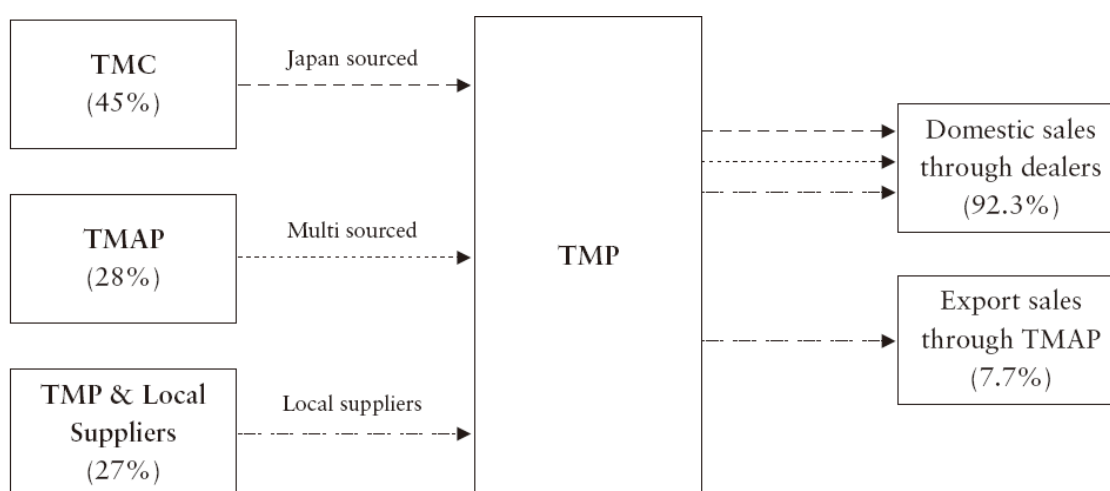 TMC
(45%)
Japan sourced
TMAP
(28%)
Multi sourced
TMP & Local
Suppliers
(27%)
Local suppliers
TMP
Domestic sales
through dealers
(92.3%)
Export sales
through TMAP
(7.7%)